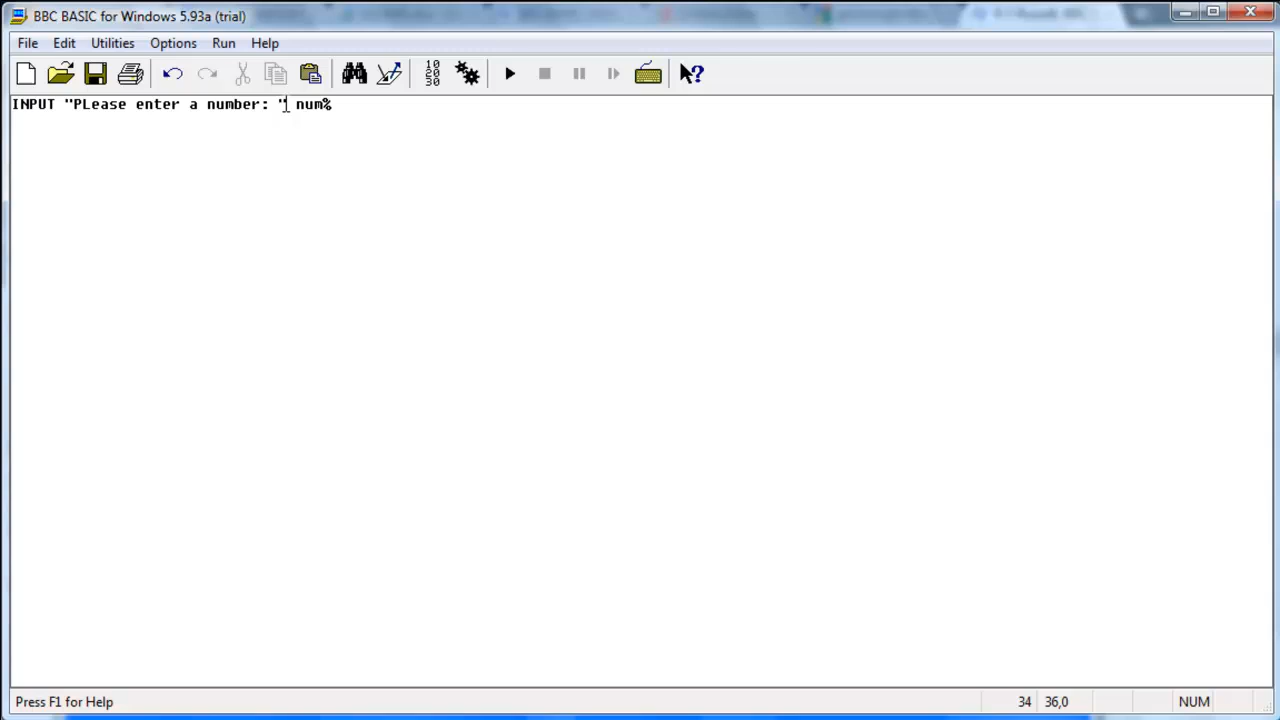 BBC BASIC for Windows 5.93a (trial)
File Edit Utilities Options Run Help
10
20
30
INPUT "PLease enter a number: " num%
Press F1 for Help 34 36,0 NUM